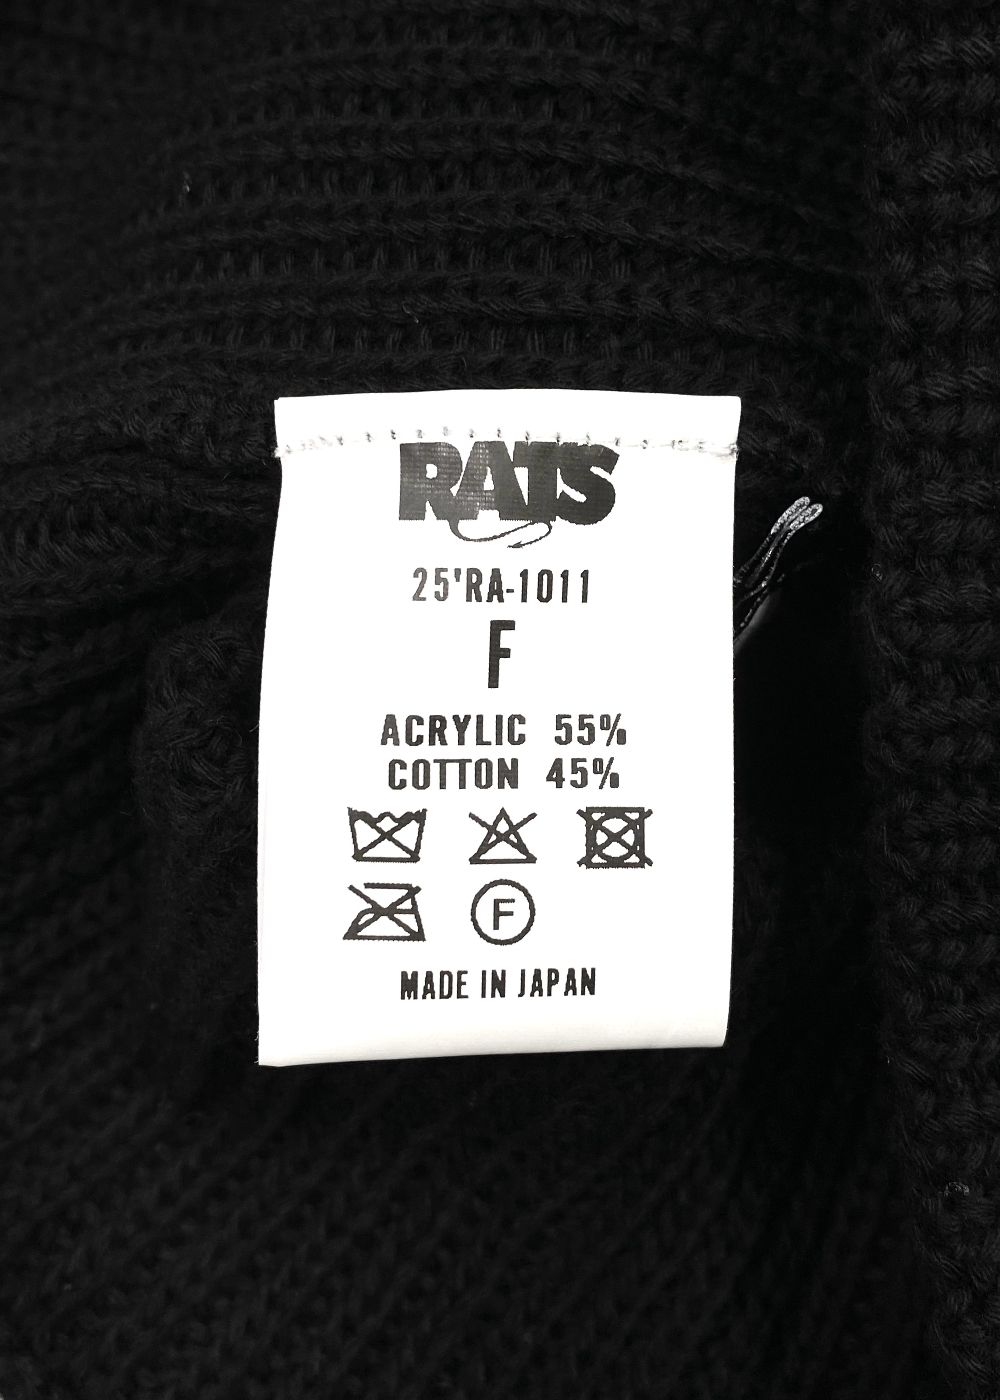 RATS
25'RA-1011
F
ACRYLIC 55%
COTTON 45%
F
MADE IN JAPAN